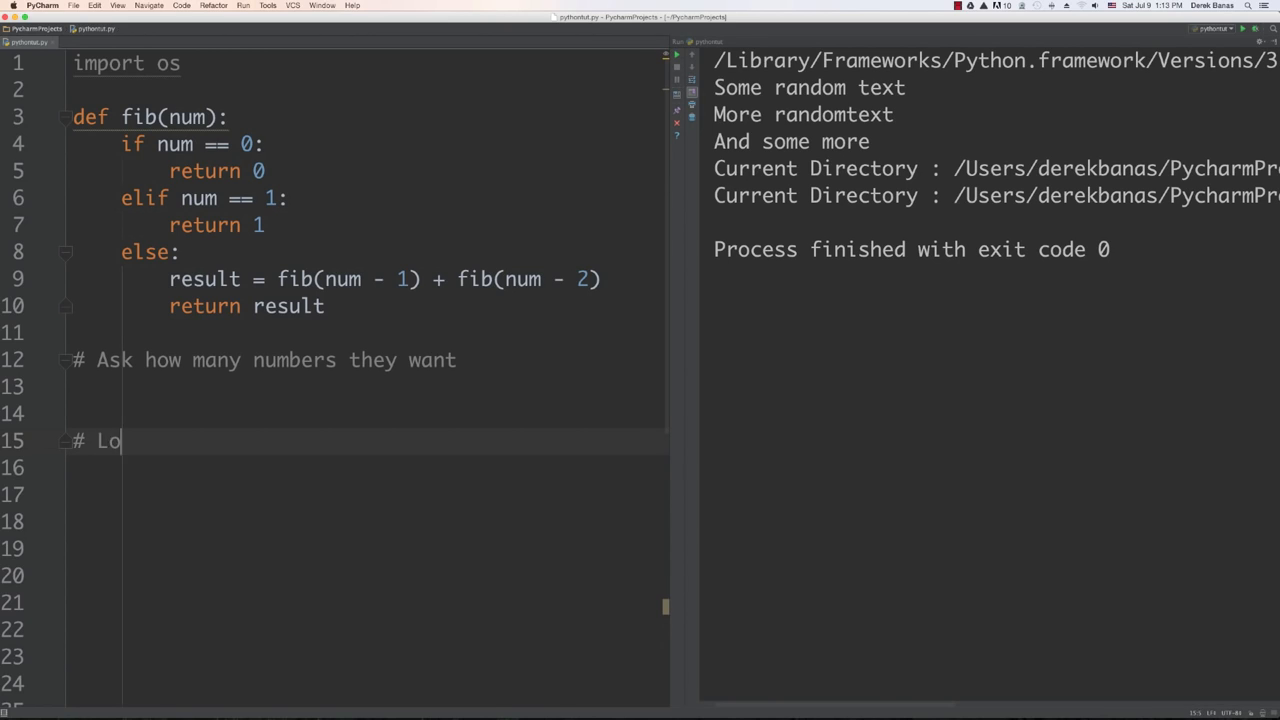 PyCharm File Edit View Navigate Code Refactor Run Tools VCS Window Help
10 Sat Jul 9 1:13 PM Derek Banas
pythontut.py - PycharmProjects - [~/PycharmProjects]
PycharmProjects pythontut.py
pythontut
pythontut.py
Run pythontut
1 import os
2
3 def fib(num):
4 if num == 0:
5 return 0
6 elif num == 1:
7 return 1
8 else:
9 result = fib(num - 1) + fib(num - 2)
10 return result
11
12 # Ask how many numbers they want
13
14
15 # Lo
16
17
18
19
20
21
22
23
24
/Library/Frameworks/Python.framework/Versions/3
Some random text
More randomtext
And some more
Current Directory : /Users/derekbanas/PycharmPr
Current Directory : /Users/derekbanas/PycharmPr
Process finished with exit code 0
15:5 LF UTF-8